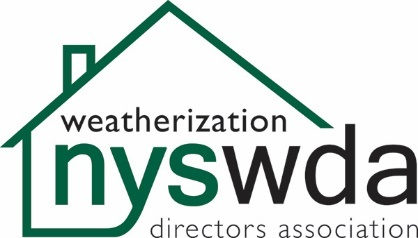 weatherization
nyswda
directors association